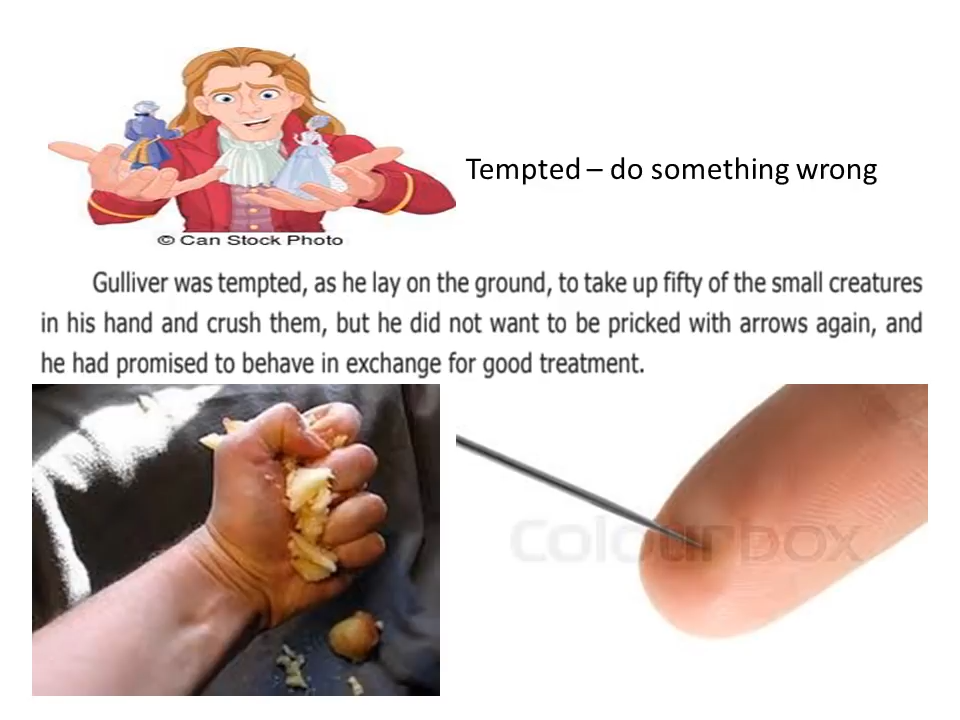 Tempted – do something wrong
© Can Stock Photo
Gulliver was tempted, as he lay on the ground, to take up fifty of the small creatures
in his hand and crush them, but he did not want to be pricked with arrows again, and
he had promised to behave in exchange for good treatment.
Colourbox